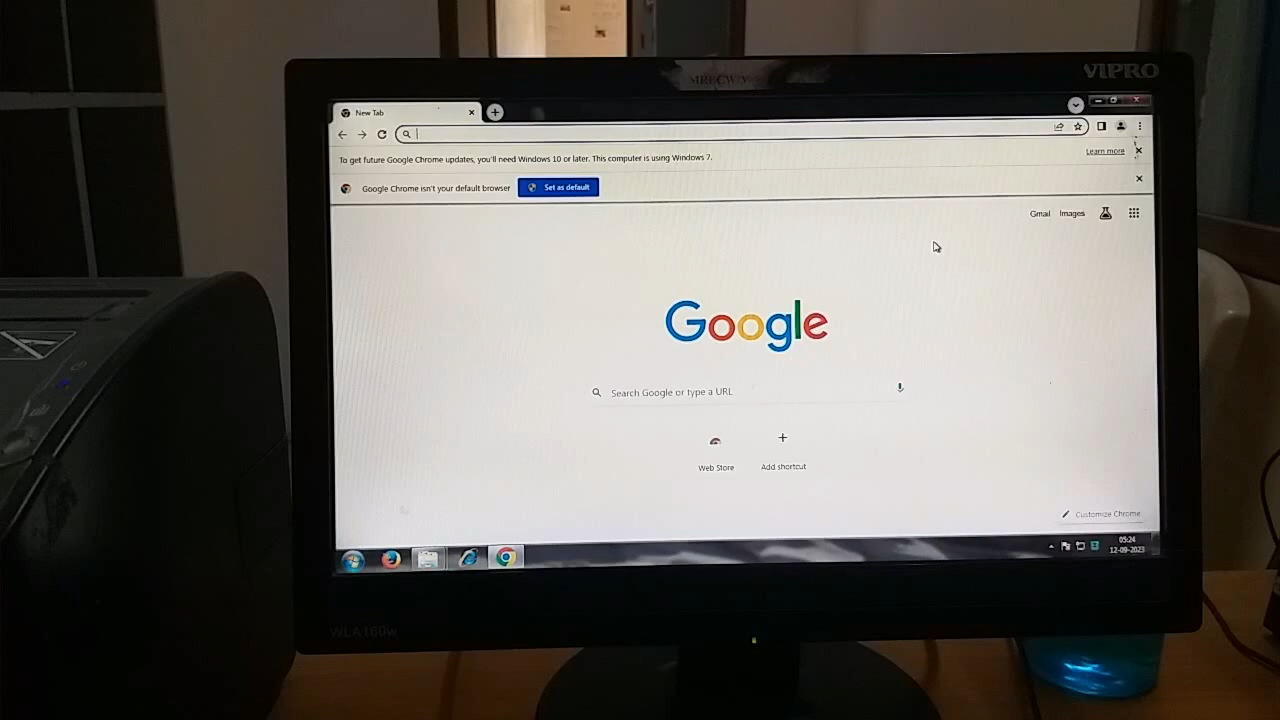 VIPRO
New Tab
To get future Google Chrome updates, you'll need Windows 10 or later. This computer is using Windows 7.
Learn more
Google Chrome isn't your default browser
Set as default
Gmail
Images
Google
Search Google or type a URL
Web Store
Add shortcut
Customize Chrome
05:24
12-09-2023
WLA160w